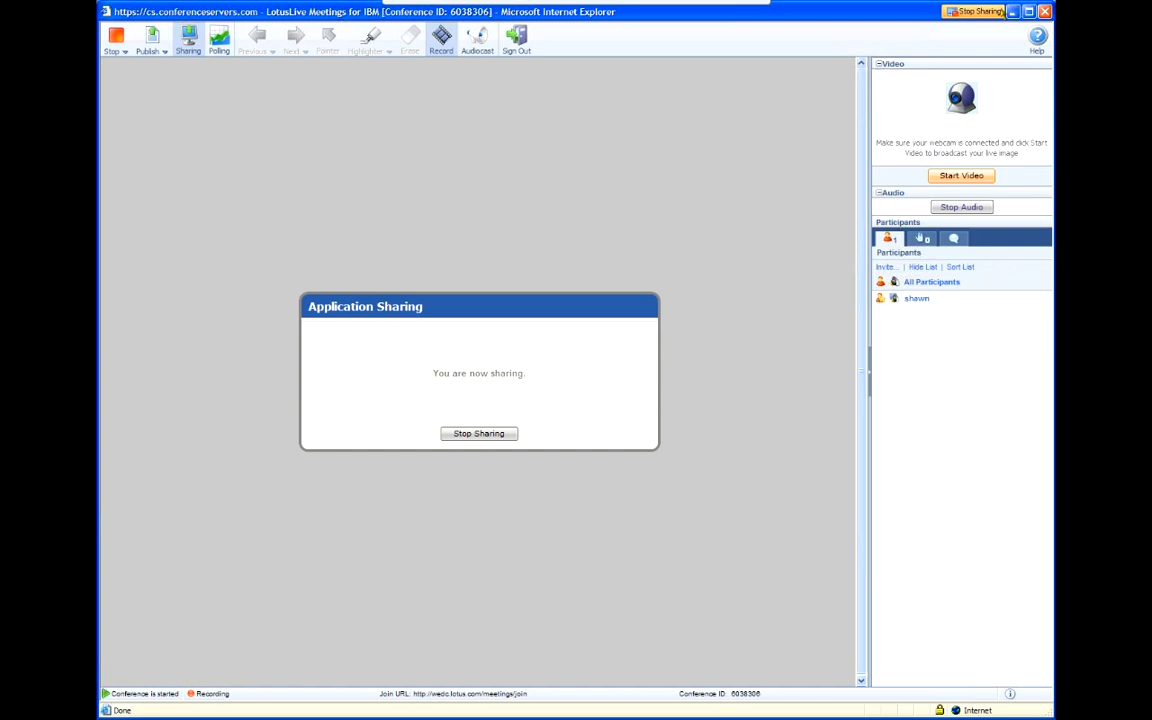 https://cs.conferenceservers.com - LotusLive Meetings for IBM [Conference ID: 6038306] - Microsoft Internet Explorer
Stop Sharing
Stop Publish Sharing Polling Previous Next Pointer Highlighter Erase Record Audiocast Sign Out Help
Video
Make sure your webcam is connected and click Start
Video to broadcast your live image
Start Video
Audio
Stop Audio
Participants
1 0
Participants
Invite... | Hide List | Sort List
All Participants
shawn
Application Sharing
You are now sharing.
Stop Sharing
Conference is started Recording Join URL: http://wedc.lotus.com/meetings/join Conference ID: 6038306
Done Internet